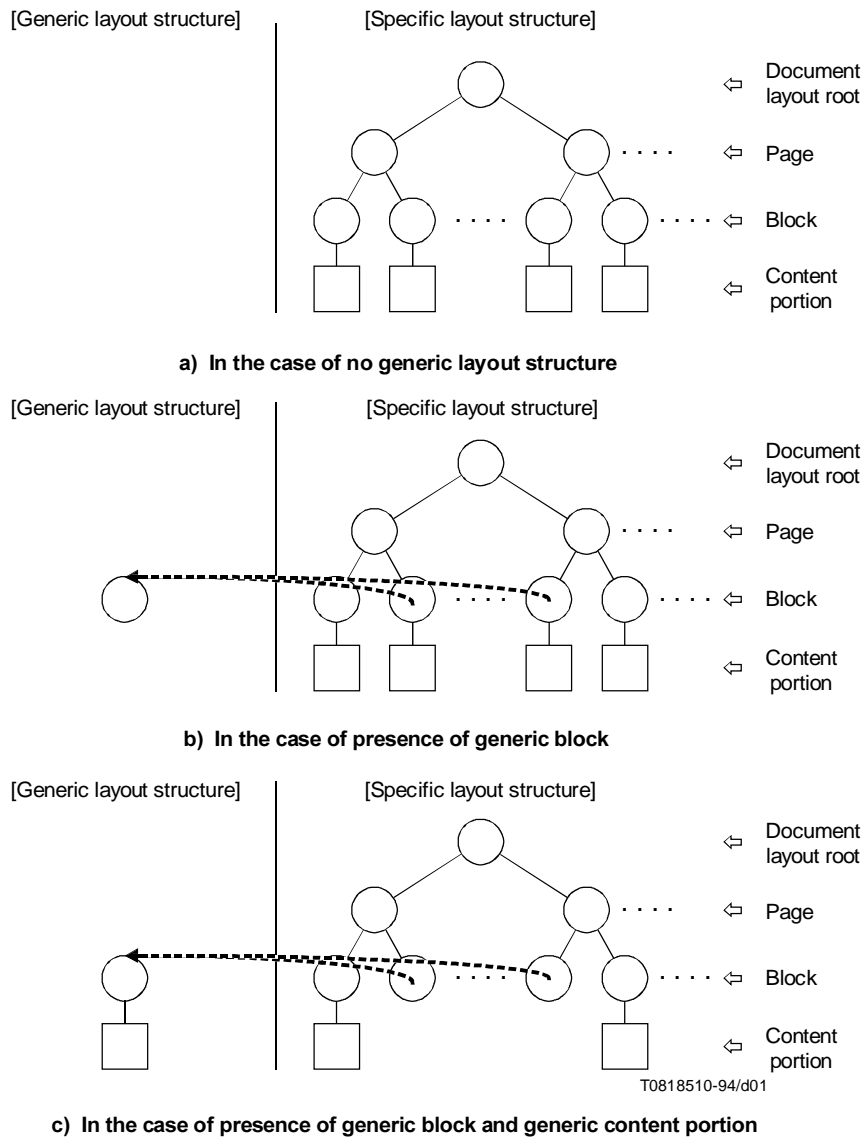 [Generic layout structure] [Specific layout structure]
Document
layout root
Page
Block
Content
portion
a) In the case of no generic layout structure
[Generic layout structure] [Specific layout structure]
Document
layout root
Page
Block
Content
portion
b) In the case of presence of generic block
[Generic layout structure] [Specific layout structure]
Document
layout root
Page
Block
Content
portion
T0818510-94/d01
c) In the case of presence of generic block and generic content portion